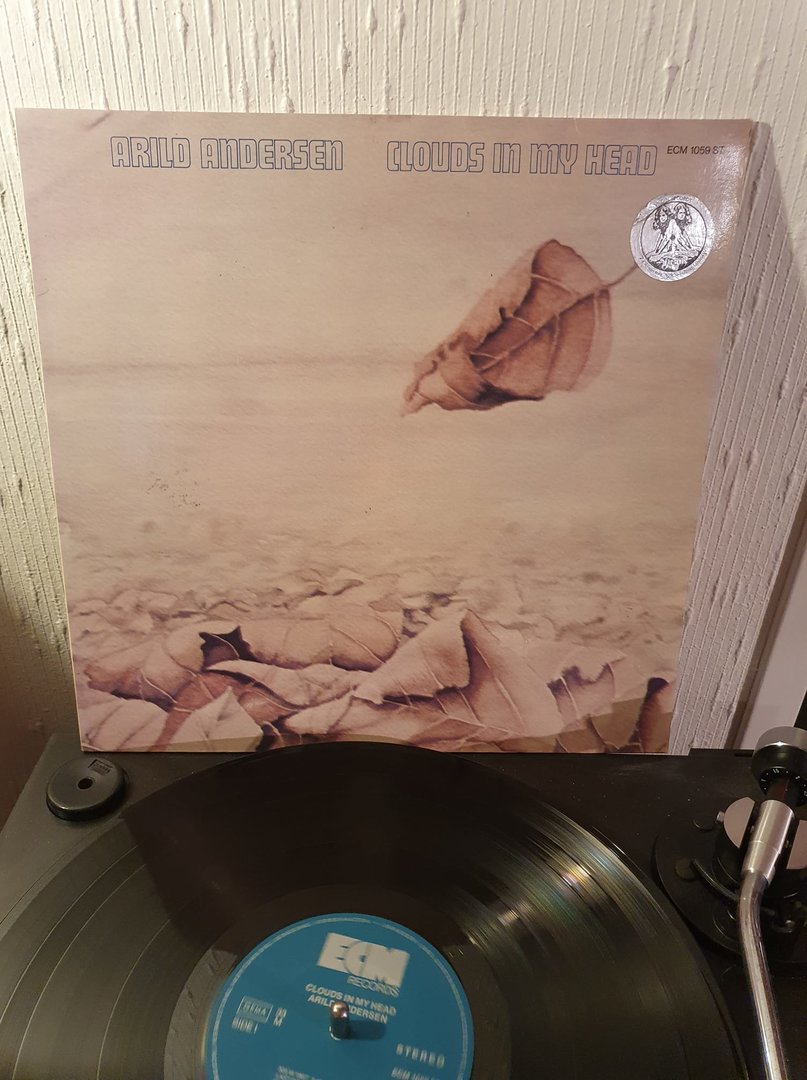 ARILD ANDERSEN CLOUDS IN MY HEAD ECM 1059 ST
ECM
RECORDS
CLOUDS IN MY HEAD
ARILD ANDERSEN
GEMA
SIDE I
M
STEREO